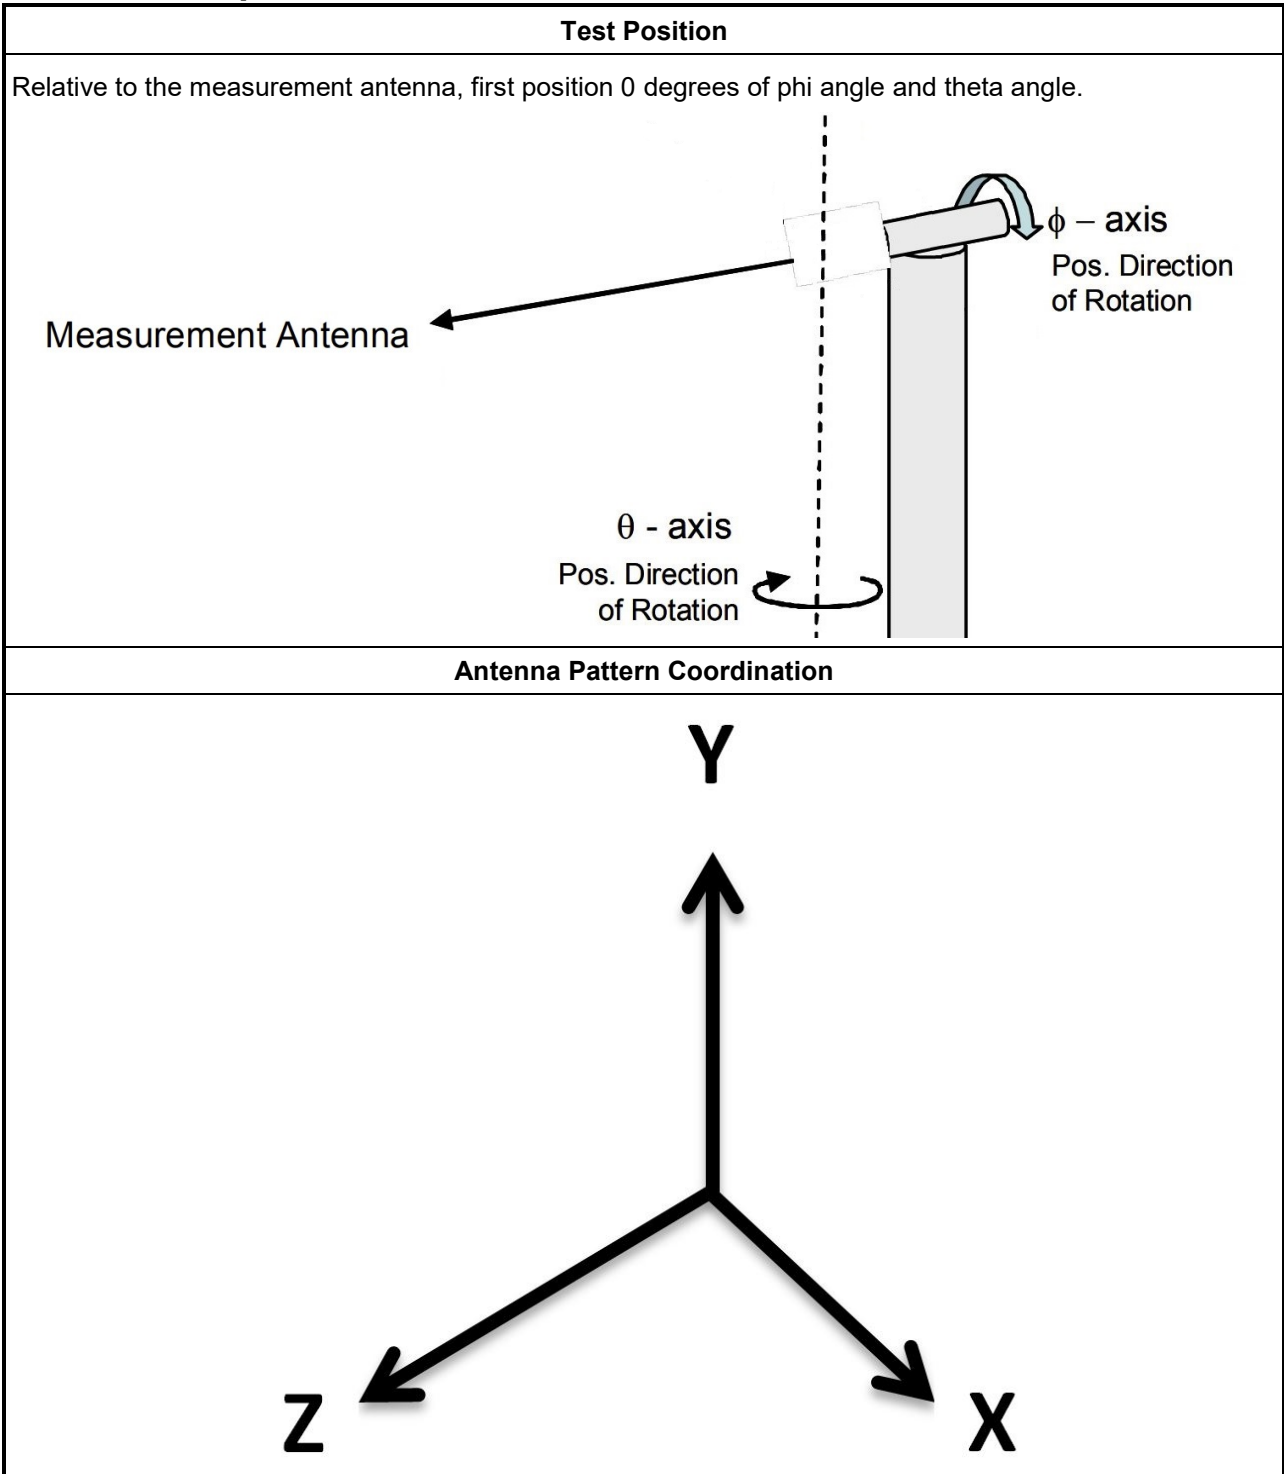 Test Position
Relative to the measurement antenna, first position 0 degrees of phi angle and theta angle.
ϕ – axis
Pos. Direction
of Rotation
Measurement Antenna
θ - axis
Pos. Direction
of Rotation
Antenna Pattern Coordination
Y
Z
X